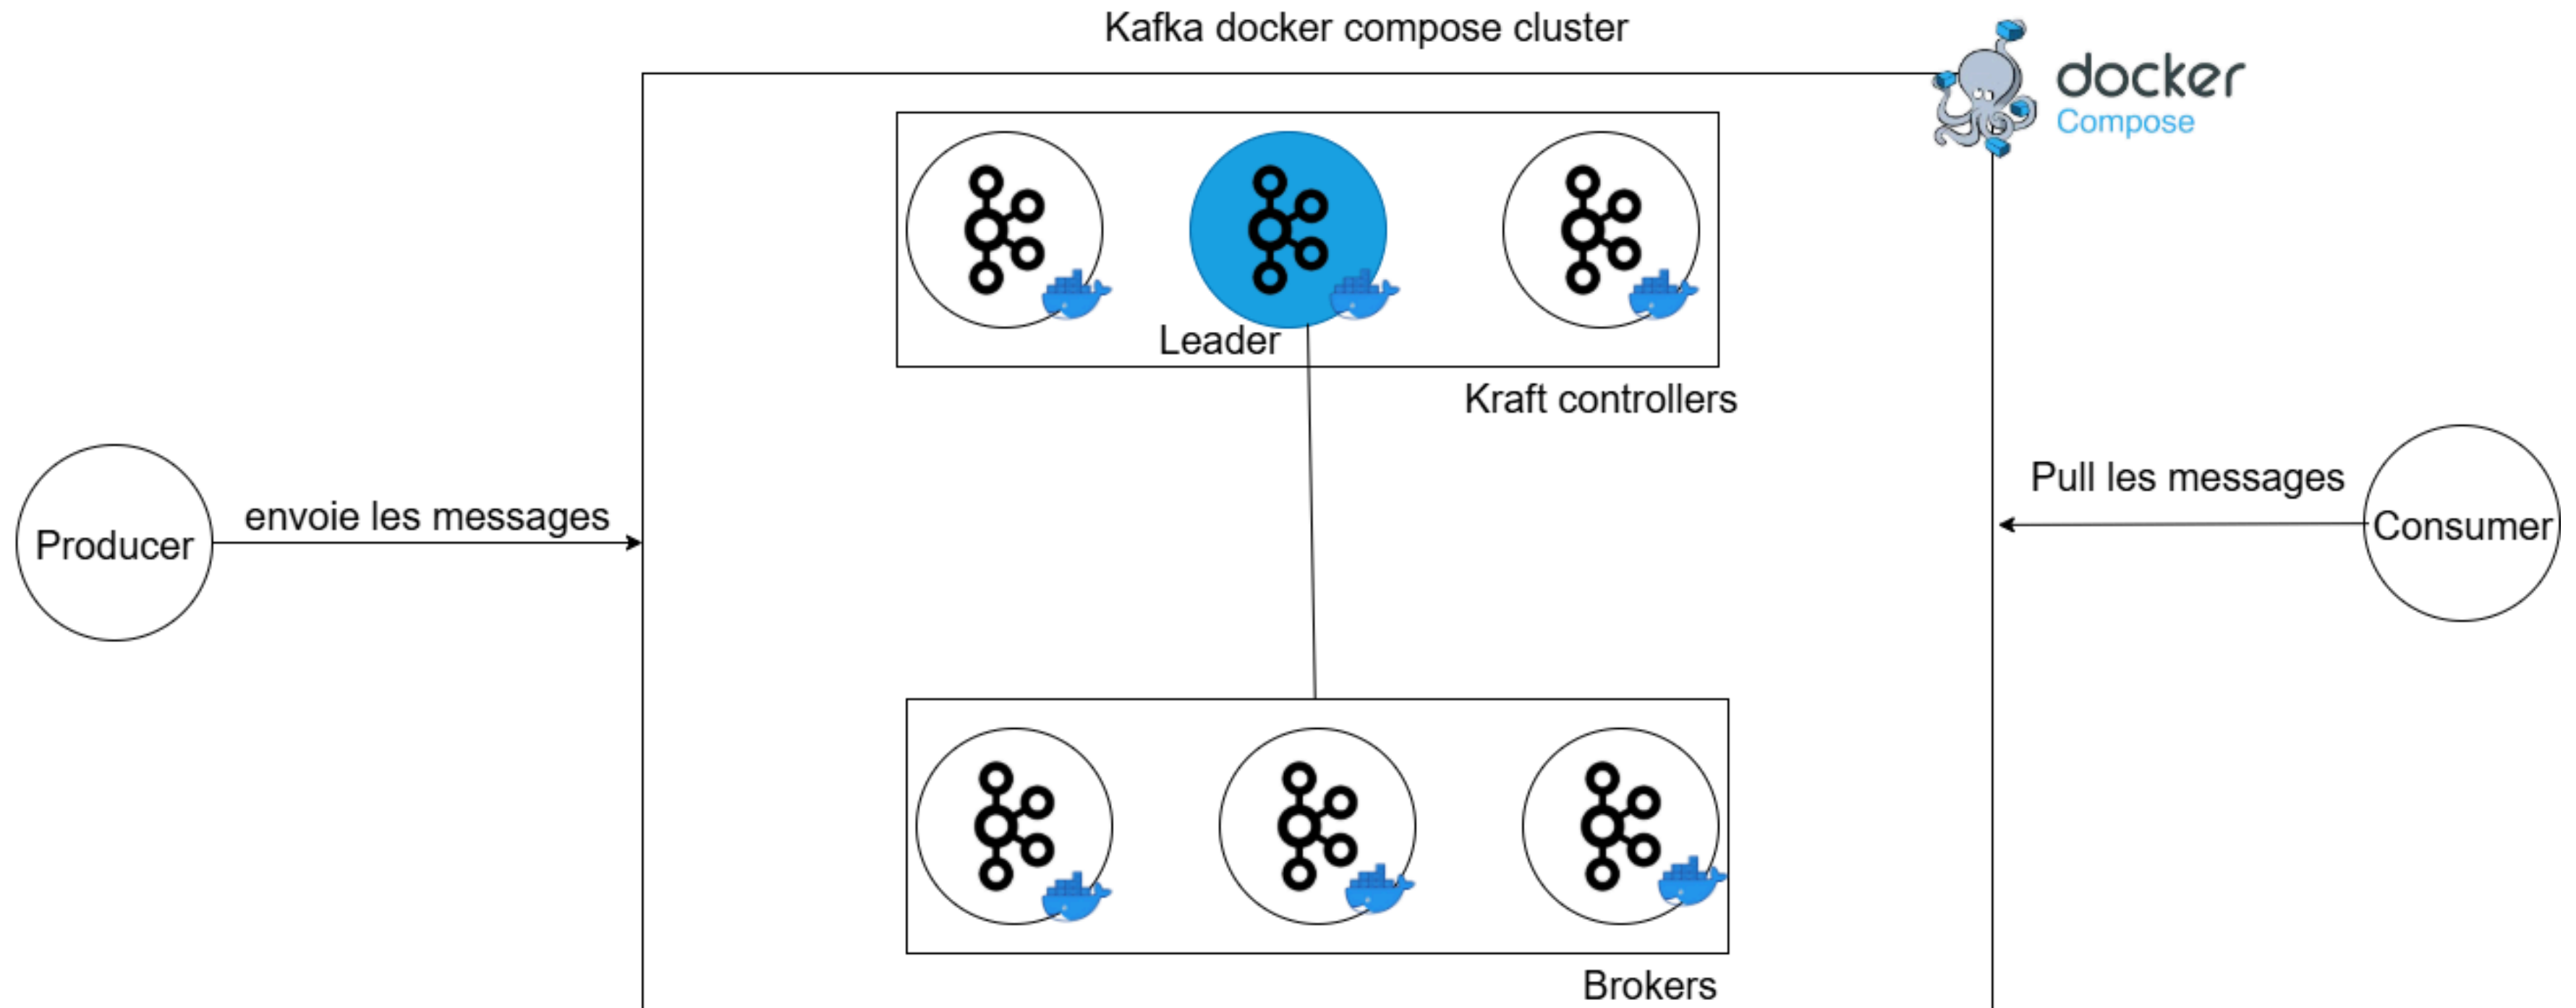 Kafka docker compose cluster
docker
Compose
Leader
Kraft controllers
Producer
envoie les messages
Pull les messages
Consumer
Brokers